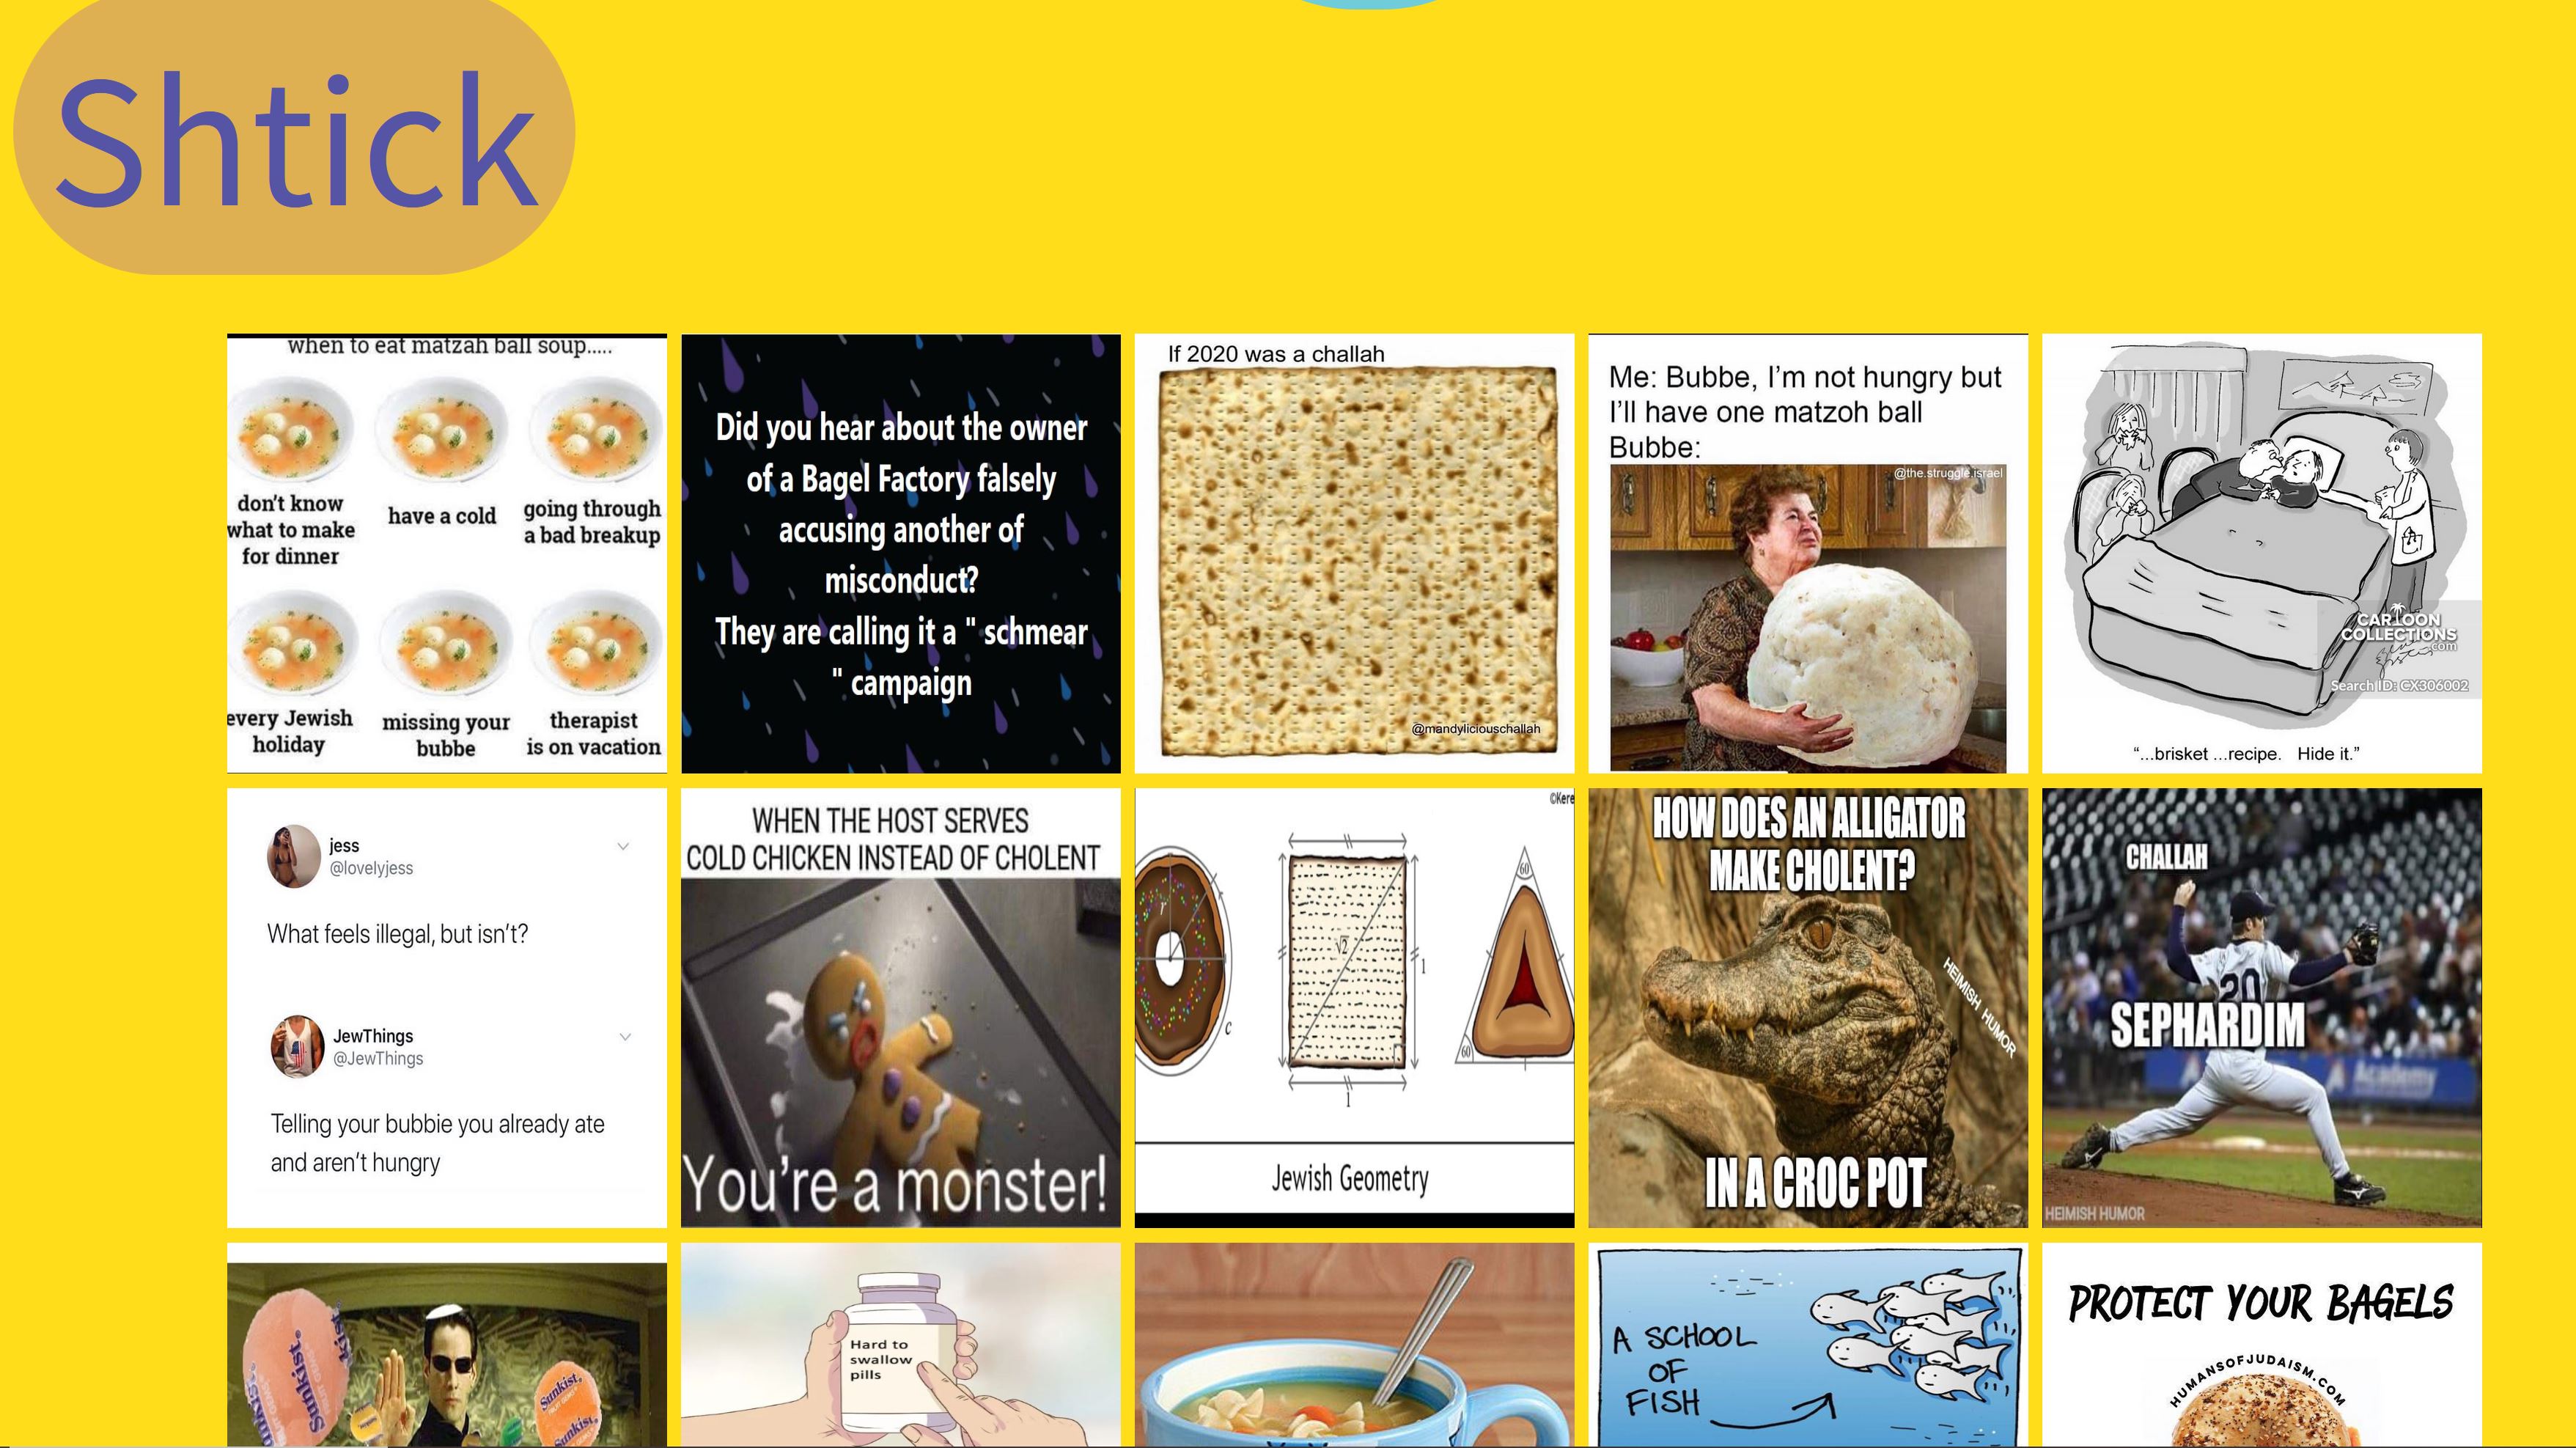 Shtick
when to eat matzah ball soup.....
don't know
what to make
for dinner
have a cold
going through
a bad breakup
every Jewish
holiday
missing your
bubbe
therapist
is on vacation
Did you hear about the owner
of a Bagel Factory falsely
accusing another of
misconduct?
They are calling it a " schmear
" campaign
If 2020 was a challah
@mandyliciouschallah
Me: Bubbe, I'm not hungry but
I'll have one matzoh ball
Bubbe:
@the.struggle.israel
CARTOON
COLLECTIONS
.com
Search ID: CX306002
"...brisket ...recipe.   Hide it."
jess
@lovelyjess
What feels illegal, but isn't?
JewThings
@JewThings
Telling your bubbie you already ate
and aren't hungry
WHEN THE HOST SERVES
COLD CHICKEN INSTEAD OF CHOLENT
You're a monster!
©Kere
r
c
√2
1
1
60
60
Jewish Geometry
HOW DOES AN ALLIGATOR
MAKE CHOLENT?
HEIMISH HUMOR
IN A CROC POT
CHALLAH
20
SEPHARDIM
Academy
HEIMISH HUMOR
Sunkist
kist
Sunkist
Sunkist
Hard to
swallow
pills
A SCHOOL
OF
FISH
PROTECT YOUR BAGELS
HUMANSOFJUDAISM.COM